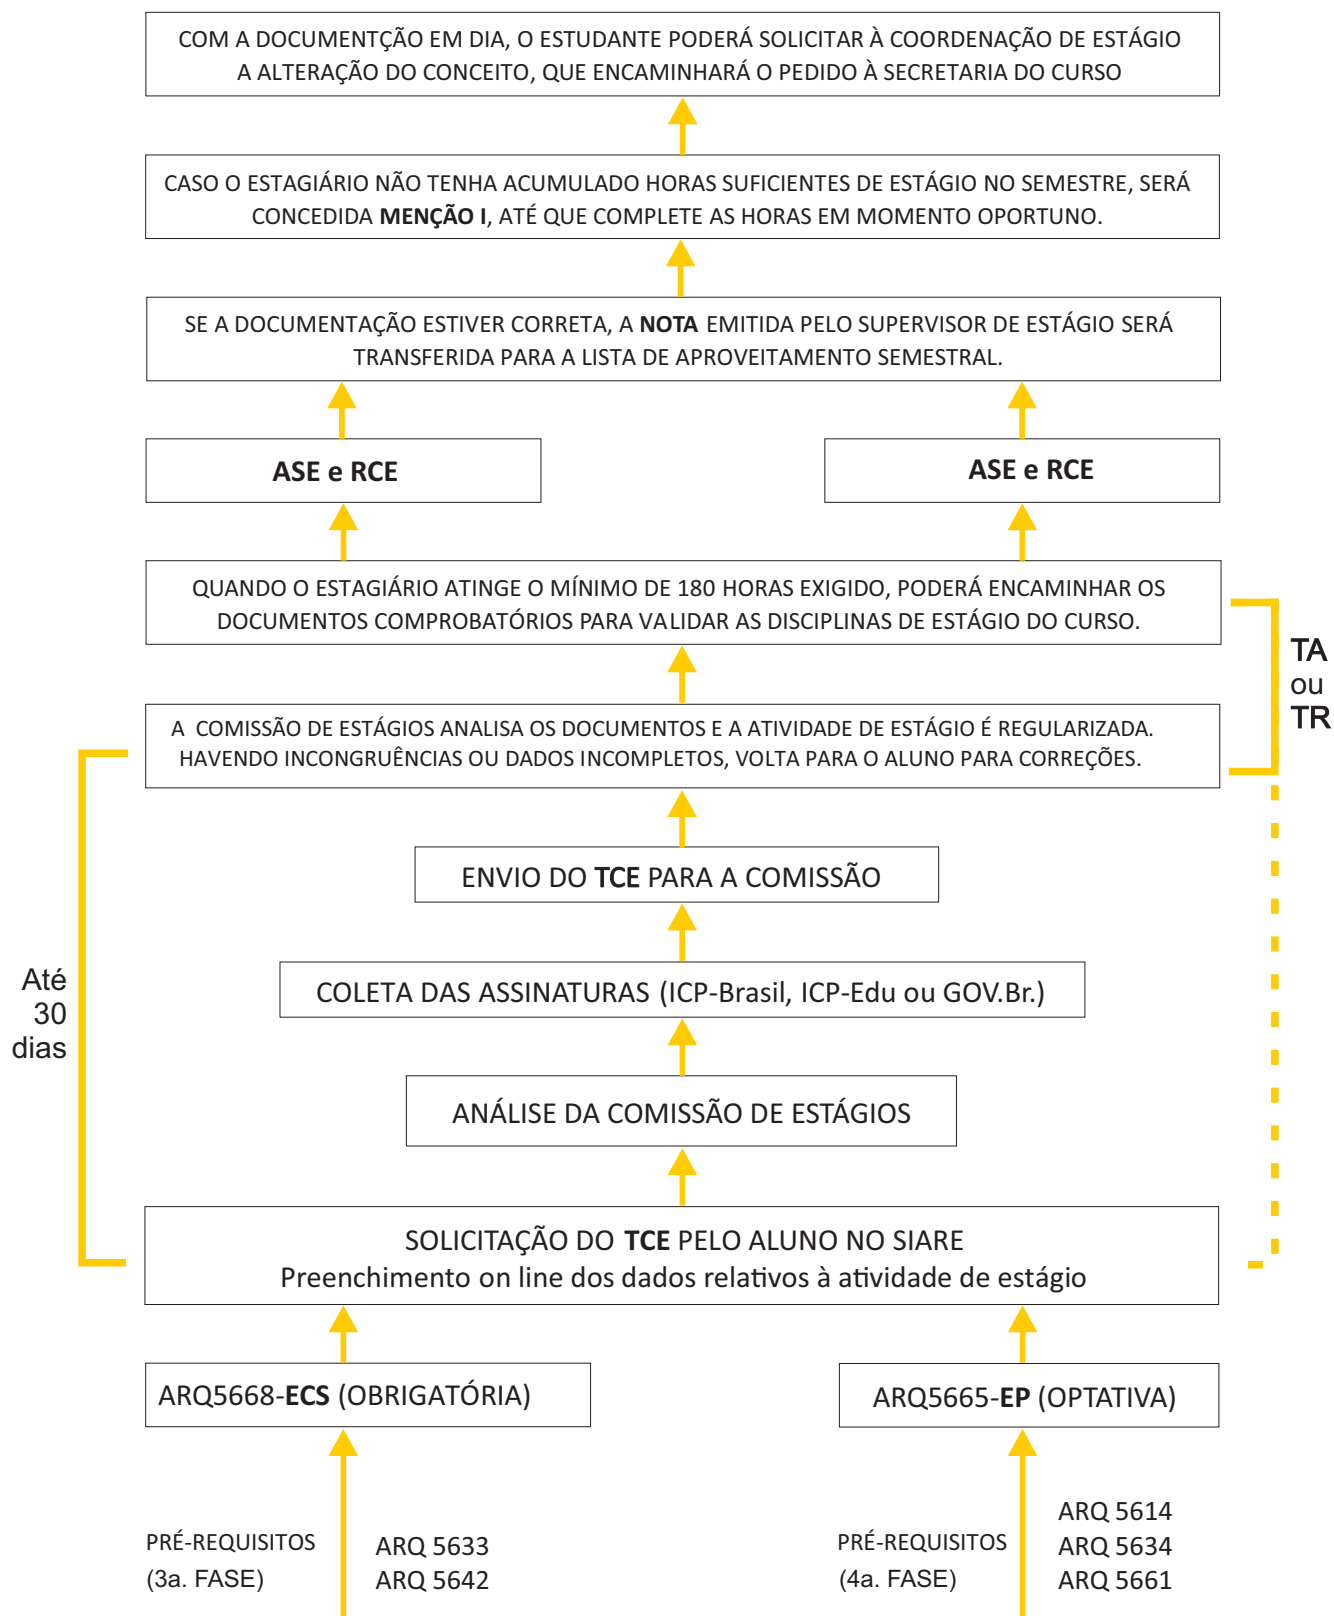 COM A DOCUMENTÇÃO EM DIA, O ESTUDANTE PODERÁ SOLICITAR À COORDENAÇÃO DE ESTÁGIO
A ALTERAÇÃO DO CONCEITO, QUE ENCAMINHARÁ O PEDIDO À SECRETARIA DO CURSO
CASO O ESTAGIÁRIO NÃO TENHA ACUMULADO HORAS SUFICIENTES DE ESTÁGIO NO SEMESTRE, SERÁ
CONCEDIDA MENÇÃO I, ATÉ QUE COMPLETE AS HORAS EM MOMENTO OPORTUNO.
SE A DOCUMENTAÇÃO ESTIVER CORRETA, A NOTA EMITIDA PELO SUPERVISOR DE ESTÁGIO SERÁ
TRANSFERIDA PARA A LISTA DE APROVEITAMENTO SEMESTRAL.
ASE e RCE
ASE e RCE
QUANDO O ESTAGIÁRIO ATINGE O MÍNIMO DE 180 HORAS EXIGIDO, PODERÁ ENCAMINHAR OS
DOCUMENTOS COMPROBATÓRIOS PARA VALIDAR AS DISCIPLINAS DE ESTÁGIO DO CURSO.
TA
ou
TR
A COMISSÃO DE ESTÁGIOS ANALISA OS DOCUMENTOS E A ATIVIDADE DE ESTÁGIO É REGULARIZADA.
HAVENDO INCONGRUÊNCIAS OU DADOS INCOMPLETOS, VOLTA PARA O ALUNO PARA CORREÇÕES.
ENVIO DO TCE PARA A COMISSÃO
Até
30
dias
COLETA DAS ASSINATURAS (ICP-Brasil, ICP-Edu ou GOV.Br.)
ANÁLISE DA COMISSÃO DE ESTÁGIOS
SOLICITAÇÃO DO TCE PELO ALUNO NO SIARE
Preenchimento on line dos dados relativos à atividade de estágio
ARQ5668-ECS (OBRIGATÓRIA)
ARQ5665-EP (OPTATIVA)
PRÉ-REQUISITOS
(3a. FASE)
ARQ 5633
ARQ 5642
PRÉ-REQUISITOS
(4a. FASE)
ARQ 5614
ARQ 5634
ARQ 5661